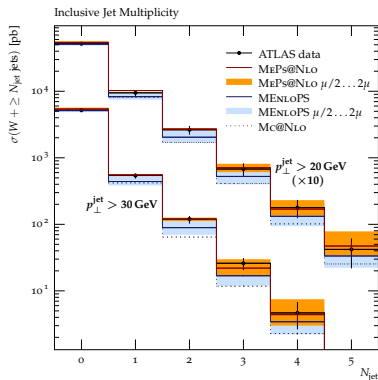 Inclusive Jet Multiplicity
σ(W + ≥ N_jet jets) [pb]
ATLAS data
MEPS@NLO
MEPS@NLO μ/2...2μ
MENLOPS
MENLOPS μ/2...2μ
MC@NLO
p_⊥^jet > 20 GeV
(×10)
p_⊥^jet > 30 GeV
10^4
10^3
10^2
10^1
0 1 2 3 4 5
N_jet